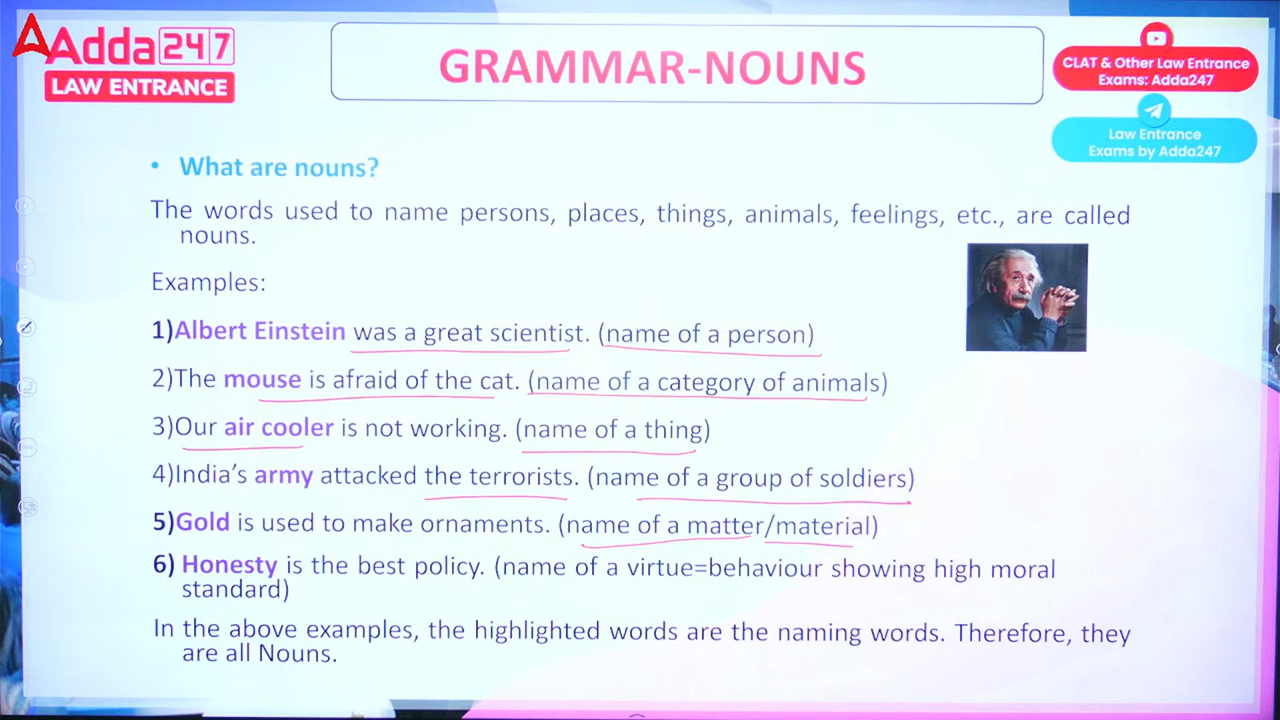 Adda247
LAW ENTRANCE
GRAMMAR-NOUNS
CLAT & Other Law Entrance
Exams: Adda247
Law Entrance
Exams by Adda247
• What are nouns?
The words used to name persons, places, things, animals, feelings, etc., are called
nouns.
Examples:
1)Albert Einstein was a great scientist. (name of a person)
2)The mouse is afraid of the cat. (name of a category of animals)
3)Our air cooler is not working. (name of a thing)
4)India's army attacked the terrorists. (name of a group of soldiers)
5)Gold is used to make ornaments. (name of a matter/material)
6) Honesty is the best policy. (name of a virtue=behaviour showing high moral
standard)
In the above examples, the highlighted words are the naming words. Therefore, they
are all Nouns.